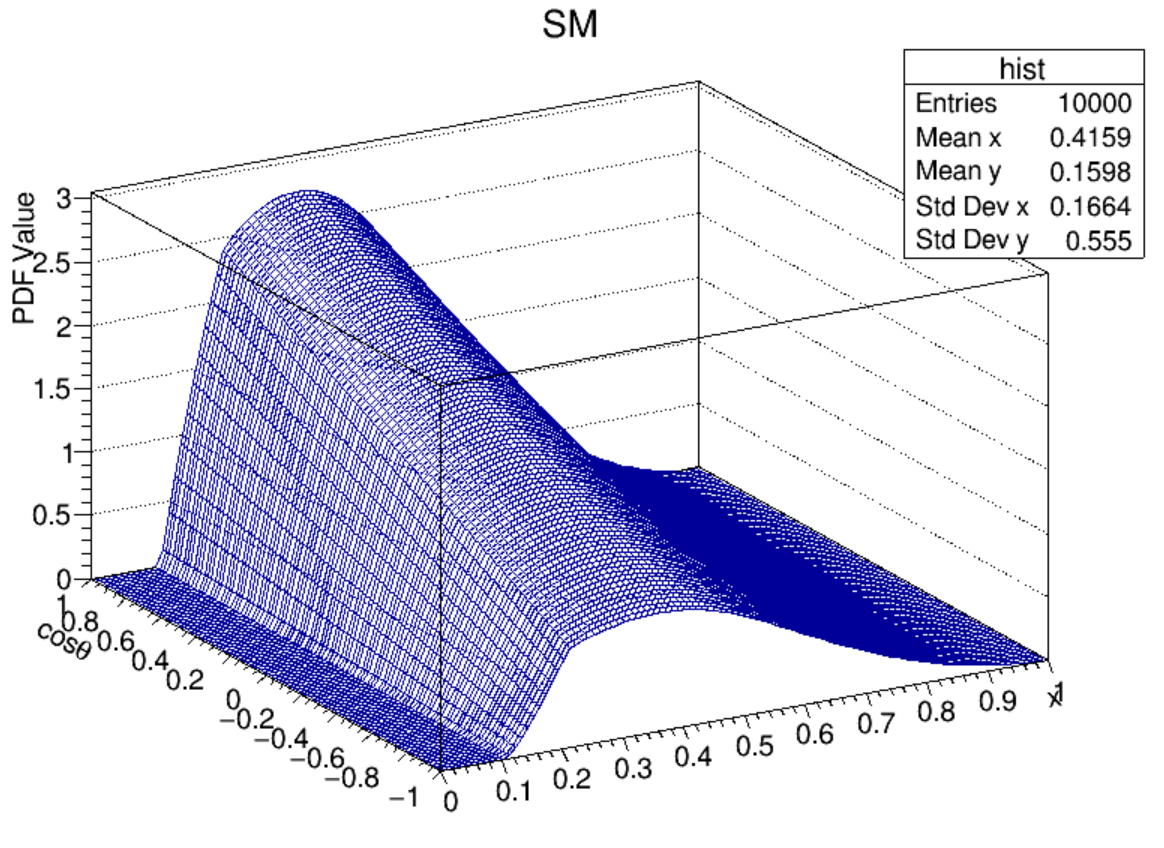 SM
hist
Entries 10000
Mean x 0.4159
Mean y 0.1598
Std Dev x 0.1664
Std Dev y 0.555
PDF Value
3
2.5
2
1.5
1
0.5
0
1
0.8
0.6
0.4
0.2
0
−0.2
−0.4
−0.6
−0.8
−1
cosθ
0
0.1
0.2
0.3
0.4
0.5
0.6
0.7
0.8
0.9
1
x